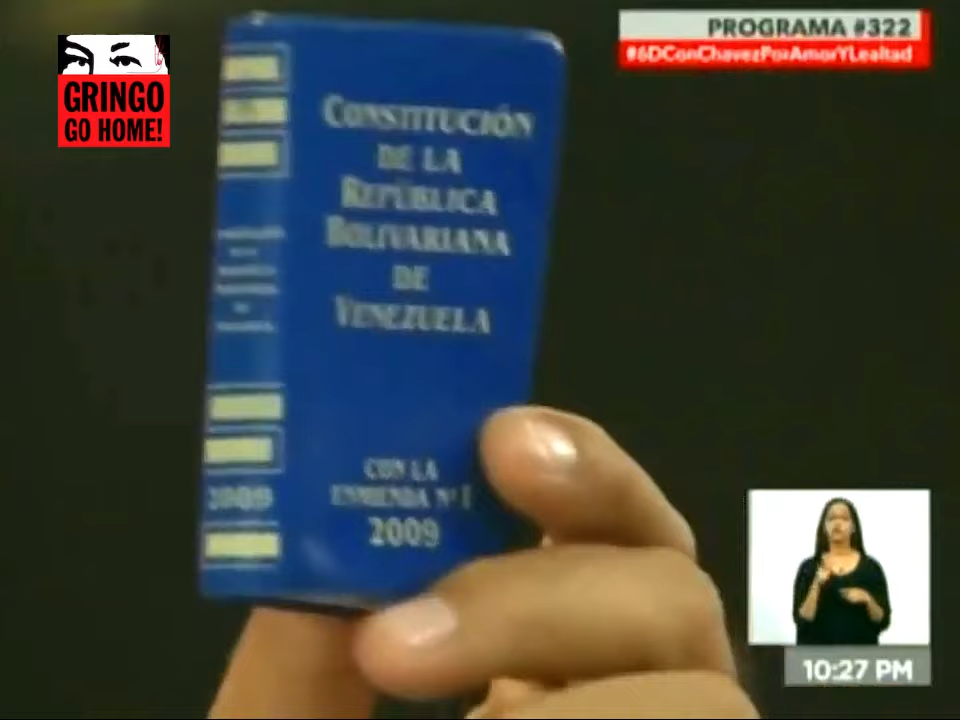 PROGRAMA #322
#6DConChavezPorAmorYLealtad
GRINGO
GO HOME!
CONSTITUCIÓN
DE LA
REPÚBLICA
BOLIVARIANA
DE
VENEZUELA
CON LA
ENMIENDA Nº 1
2009
2009
10:27 PM